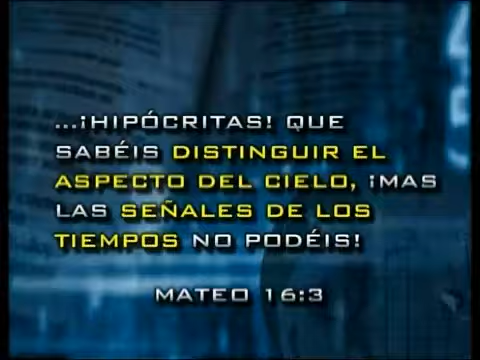 ...¡HIPÓCRITAS! QUE
SABÉIS DISTINGUIR EL
ASPECTO DEL CIELO, ¡MAS
LAS SEÑALES DE LOS
TIEMPOS NO PODÉIS!
MATEO 16:3